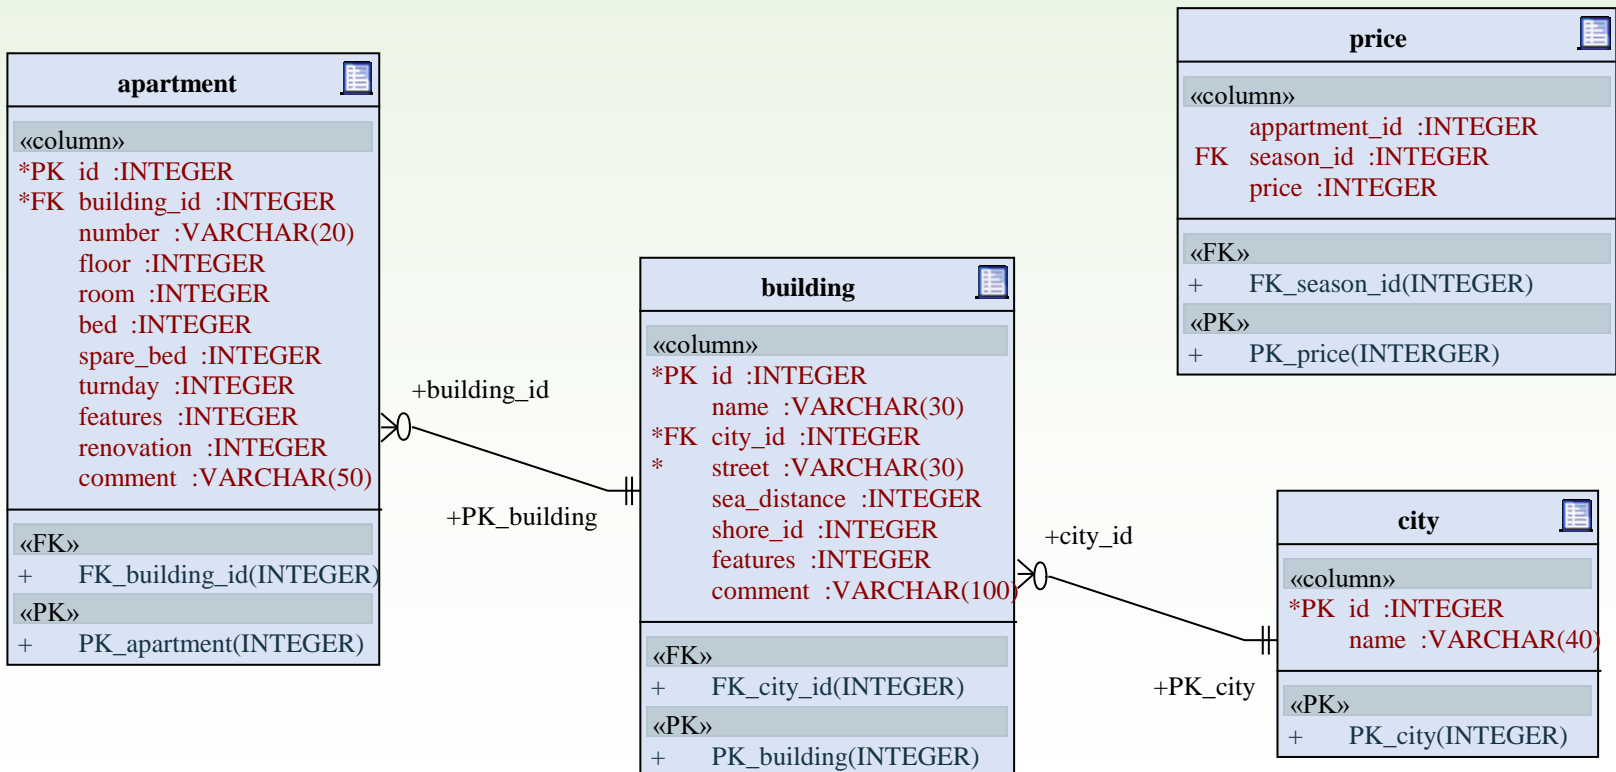 apartment
«column»
*PK id :INTEGER
*FK building_id :INTEGER
number :VARCHAR(20)
floor :INTEGER
room :INTEGER
bed :INTEGER
spare_bed :INTEGER
turnday :INTEGER
features :INTEGER
renovation :INTEGER
comment :VARCHAR(50)
«FK»
+ FK_building_id(INTEGER)
«PK»
+ PK_apartment(INTEGER)
+building_id
+PK_building
building
«column»
*PK id :INTEGER
name :VARCHAR(30)
*FK city_id :INTEGER
* street :VARCHAR(30)
sea_distance :INTEGER
shore_id :INTEGER
features :INTEGER
comment :VARCHAR(100)
«FK»
+ FK_city_id(INTEGER)
«PK»
+ PK_building(INTEGER)
+city_id
+PK_city
price
«column»
appartment_id :INTEGER
FK season_id :INTEGER
price :INTEGER
«FK»
+ FK_season_id(INTEGER)
«PK»
+ PK_price(INTERGER)
city
«column»
*PK id :INTEGER
name :VARCHAR(40)
«PK»
+ PK_city(INTEGER)